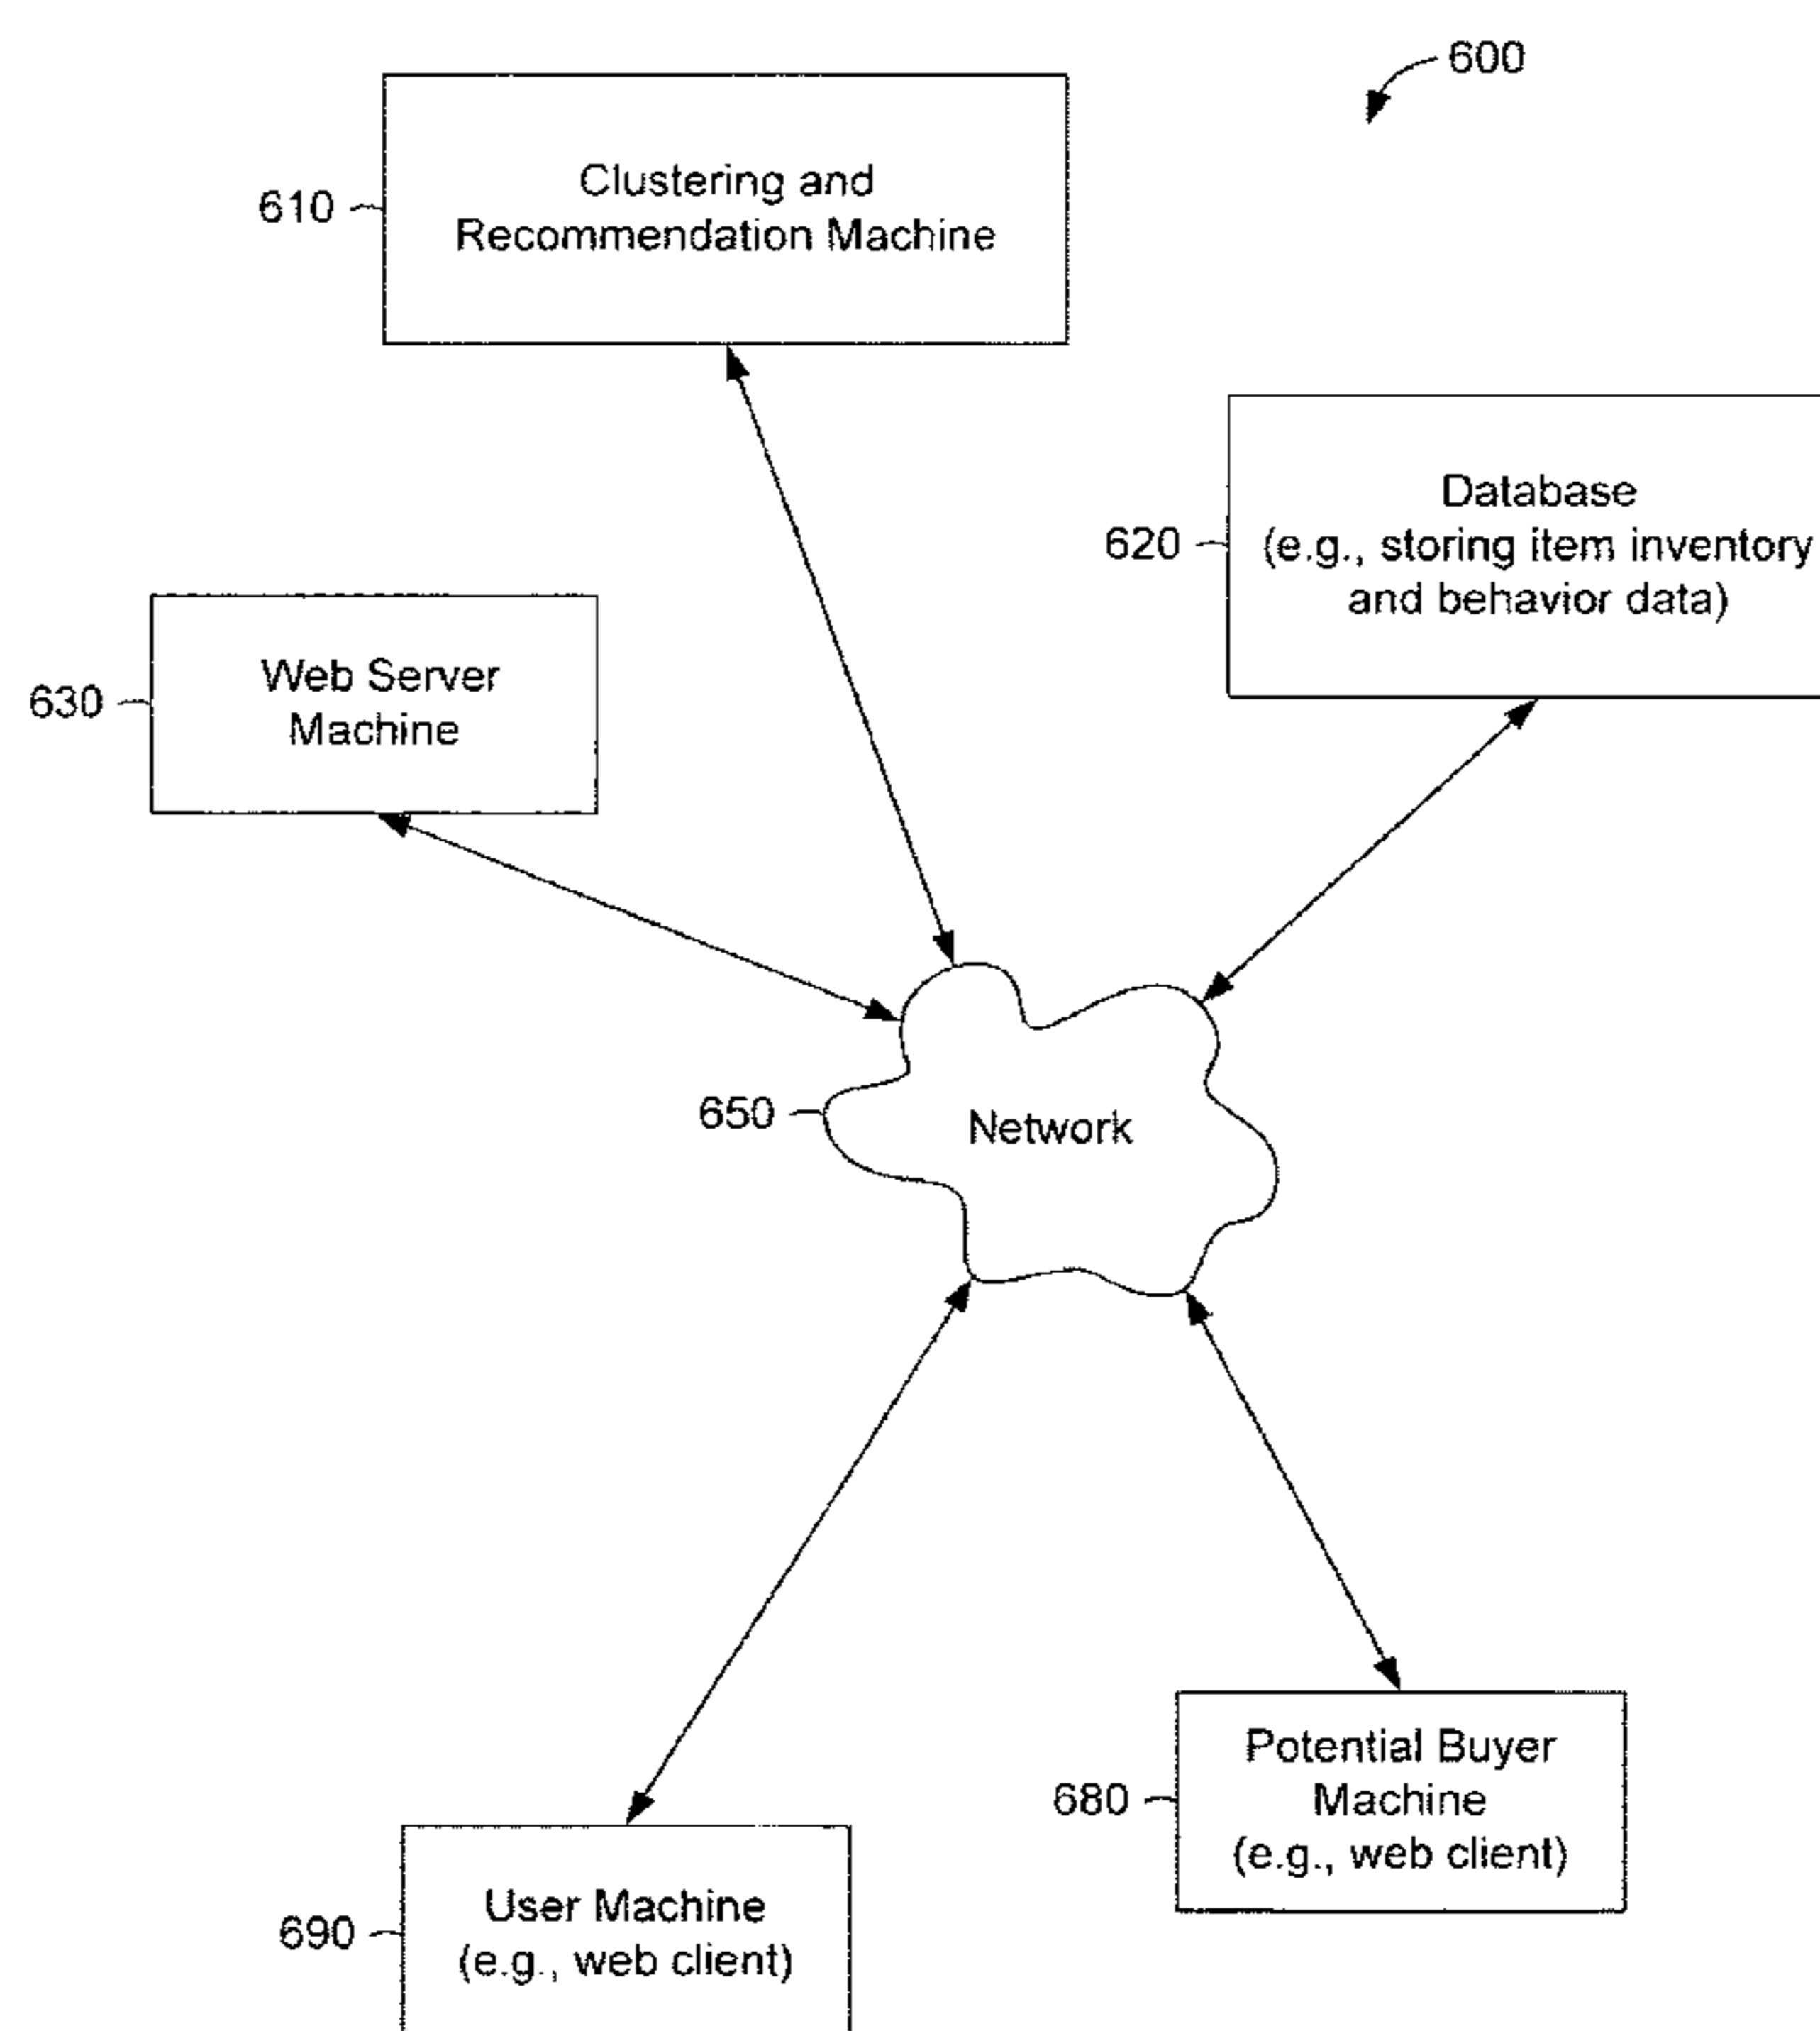 600
610
Clustering and
Recommendation Machine
620
Database
(e.g., storing item inventory
and behavior data)
630
Web Server
Machine
650
Network
680
Potential Buyer
Machine
(e.g., web client)
690
User Machine
(e.g., web client)